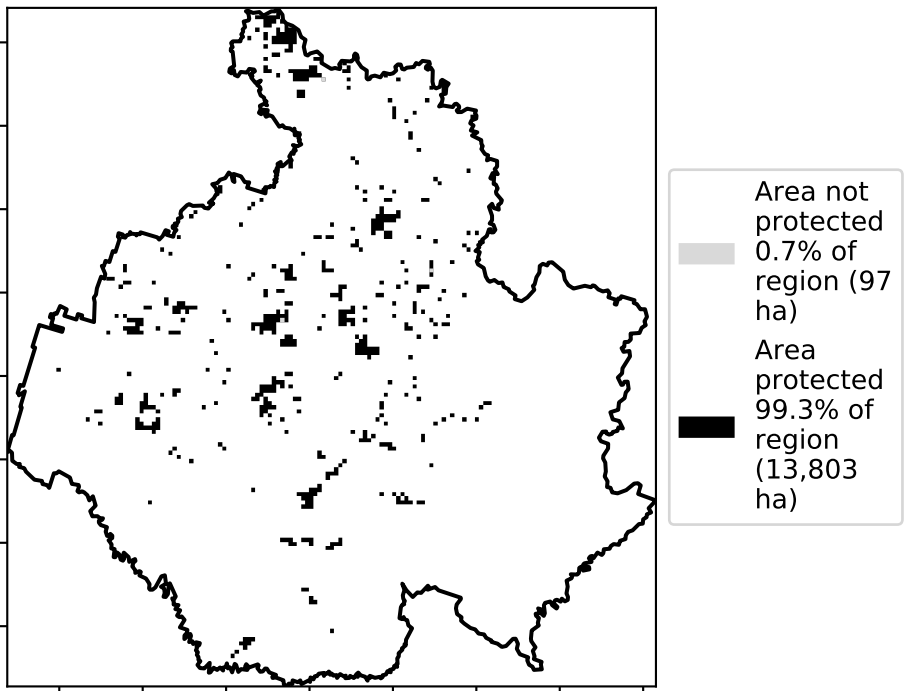 Area not
protected
0.7% of
region (97
ha)
Area
protected
99.3% of
region
(13,803
ha)